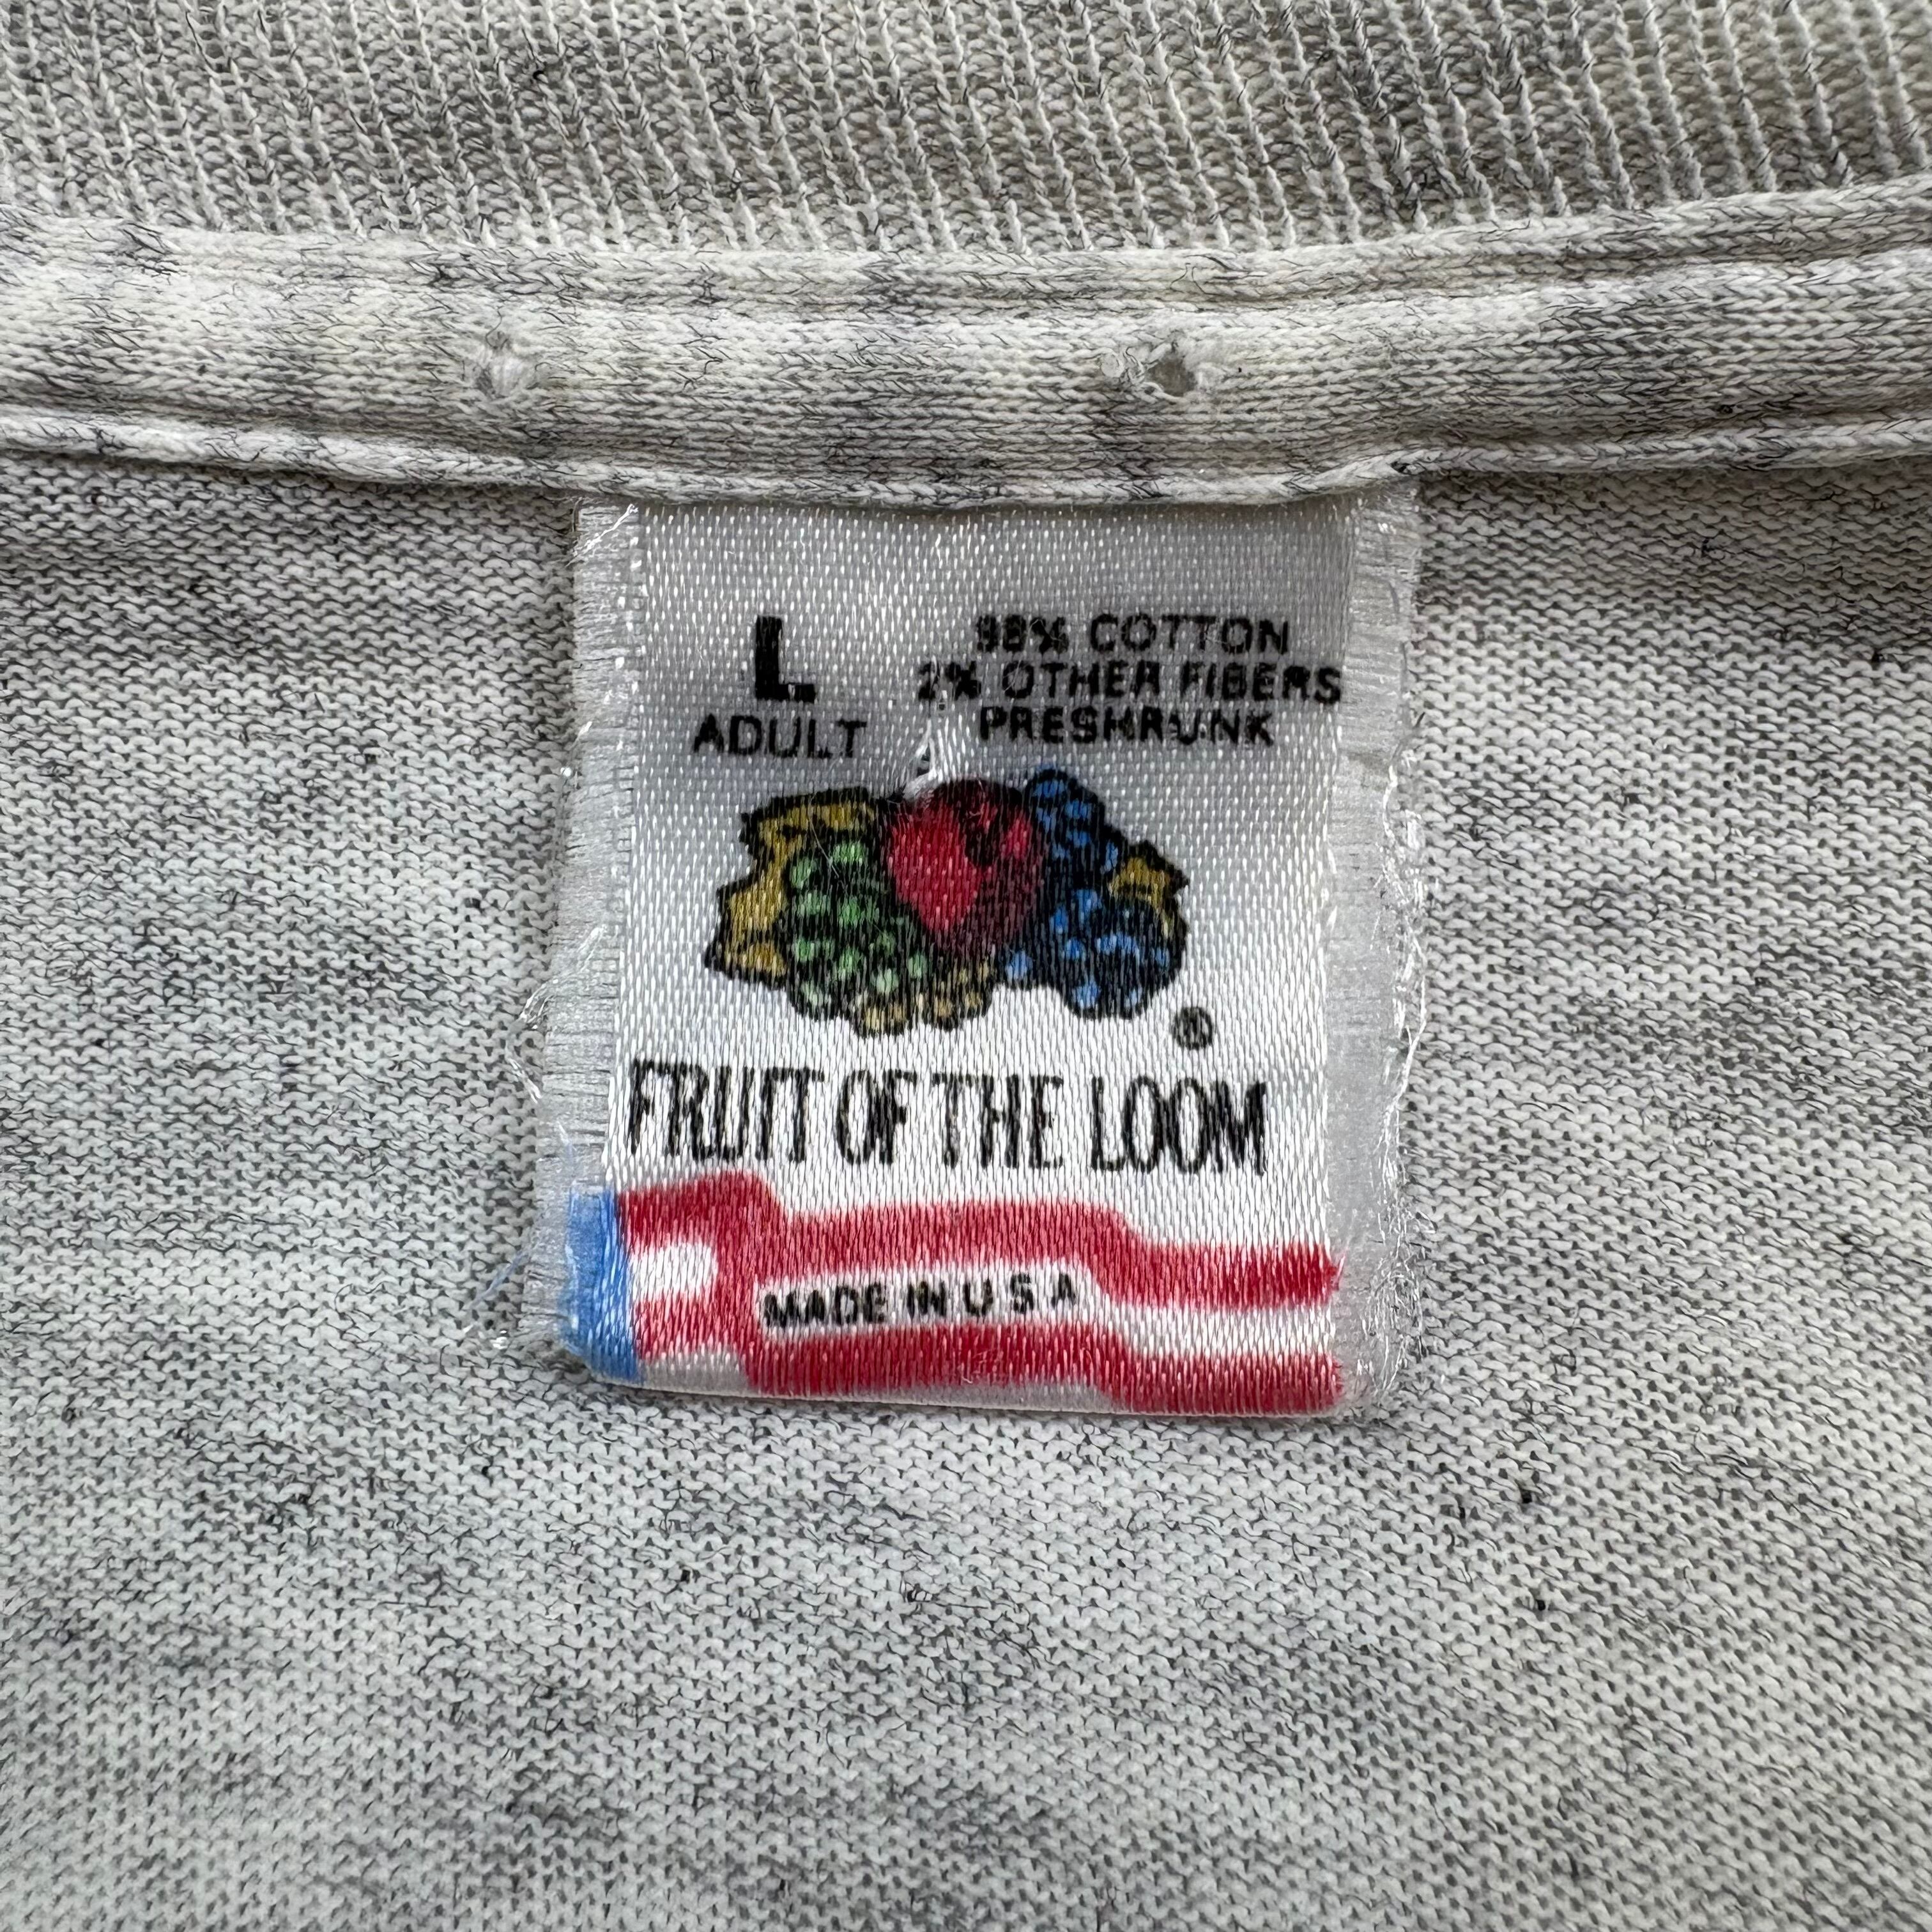 L
ADULT
98% COTTON
2% OTHER FIBERS
PRESHRUNK
®
FRUIT OF THE LOOM
MADE IN U S A